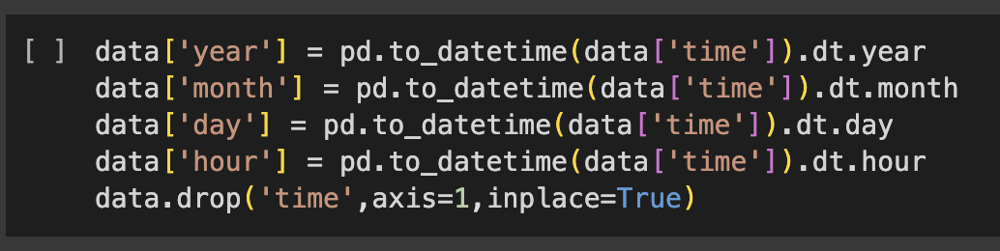 [ ] data['year'] = pd.to_datetime(data['time']).dt.year
data['month'] = pd.to_datetime(data['time']).dt.month
data['day'] = pd.to_datetime(data['time']).dt.day
data['hour'] = pd.to_datetime(data['time']).dt.hour
data.drop('time',axis=1,inplace=True)